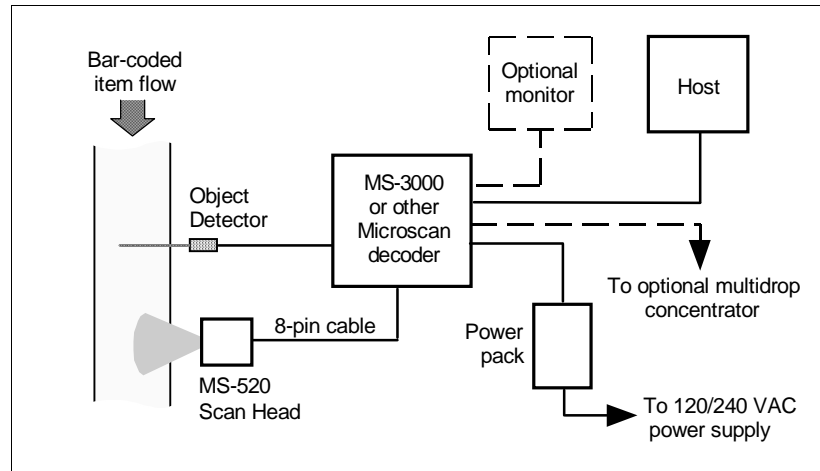 Bar-coded
item flow
Optional
monitor
Host
MS-3000
or other
Microscan
decoder
Object
Detector
To optional multidrop
concentrator
8-pin cable
Power
pack
MS-520
Scan Head
To 120/240 VAC
power supply